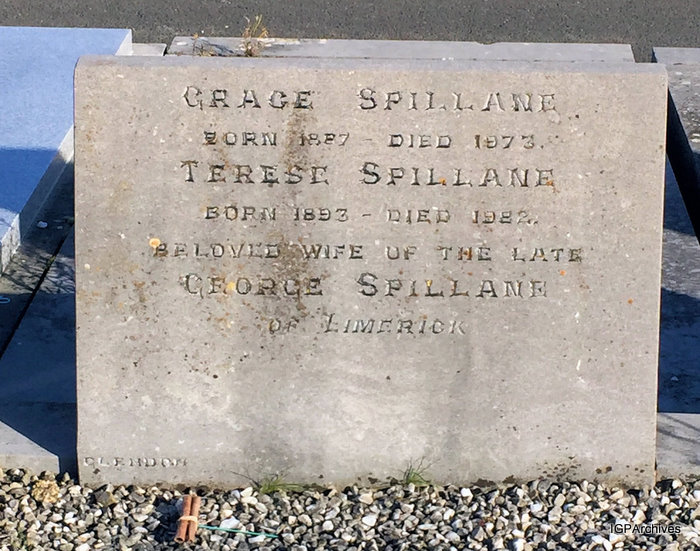 GRACE SPILLANE
BORN 1887 - DIED 1973.
TERESE SPILLANE
BORN 1893 - DIED 1982.
BELOVED WIFE OF THE LATE
GEORGE SPILLANE
OF LIMERICK
GLENDON
IGPArchives